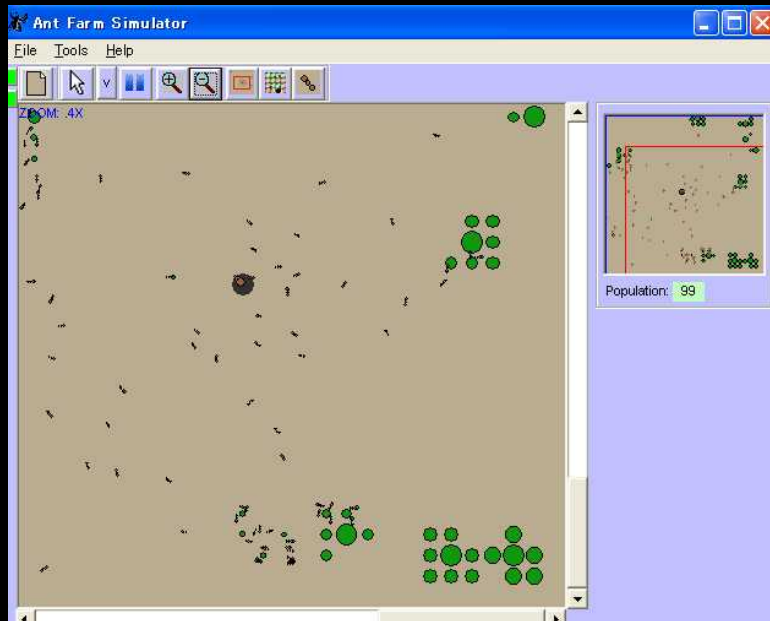 Ant Farm Simulator
File Tools Help
v
ZOOM: .4X
Population: 99